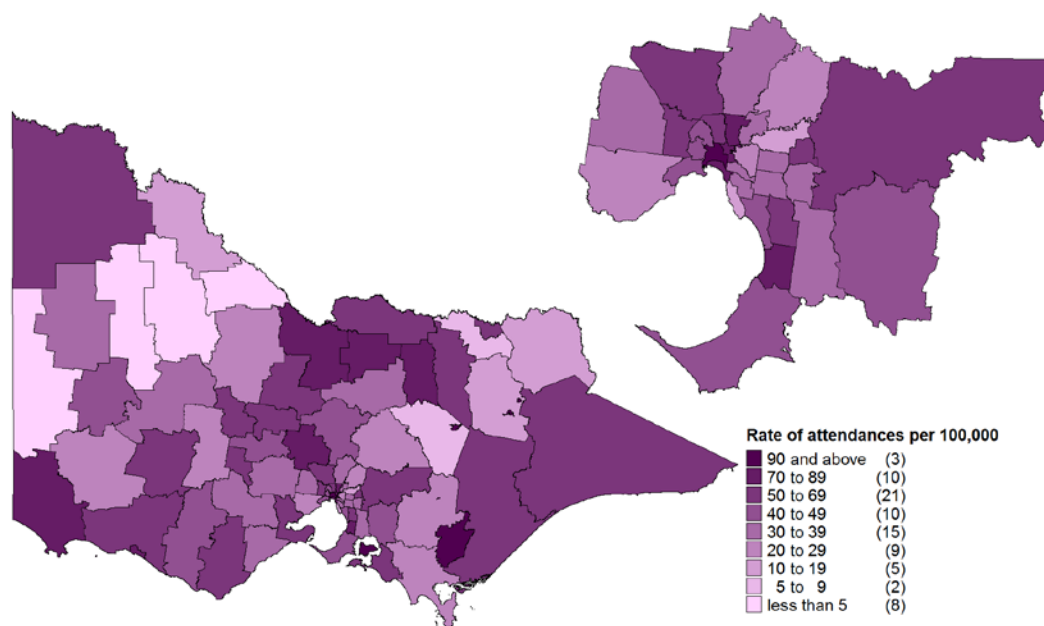 Rate of attendances per 100,000
90 and above (3)
70 to 89 (10)
50 to 69 (21)
40 to 49 (10)
30 to 39 (15)
20 to 29 (9)
10 to 19 (5)
5 to 9 (2)
less than 5 (8)